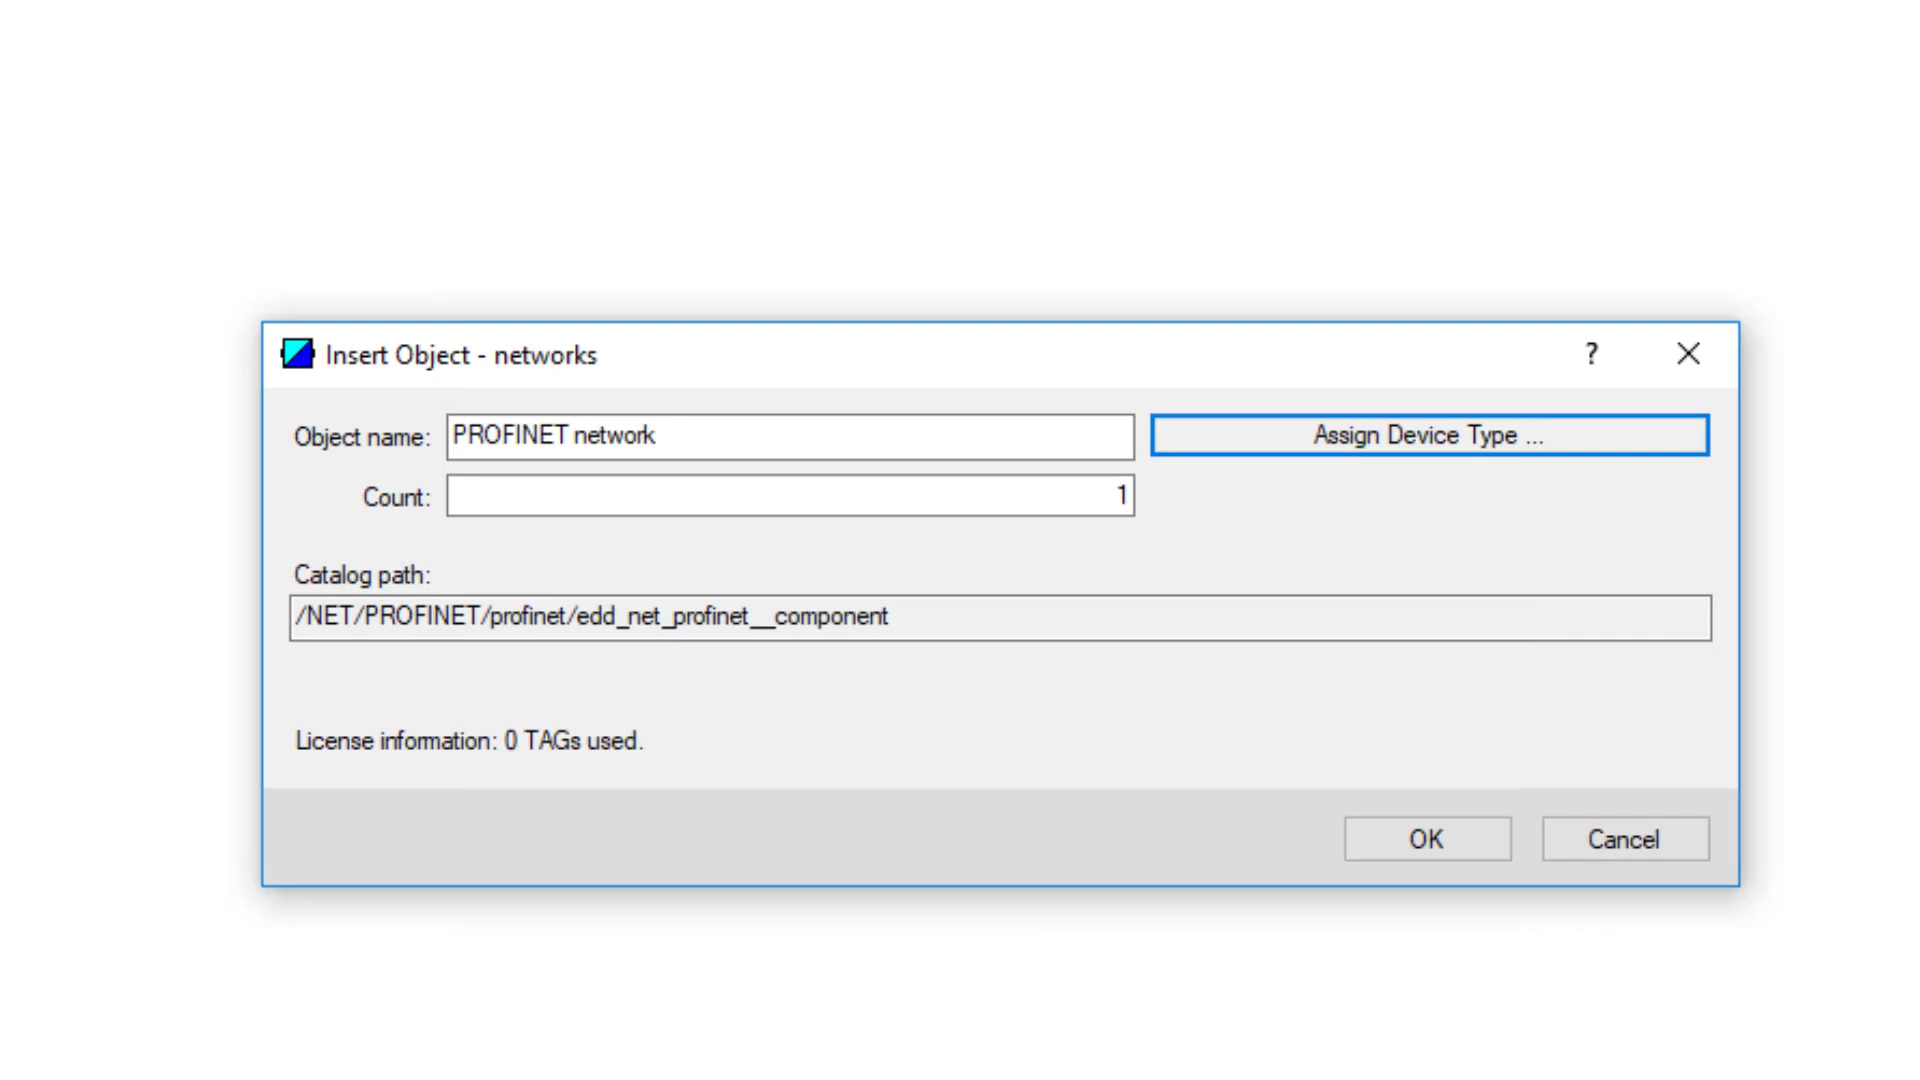 Insert Object - networks
?
Object name: PROFINET network Assign Device Type ...
Count: 1
Catalog path:
/NET/PROFINET/profinet/edd_net_profinet__component
License information: 0 TAGs used.
OK Cancel